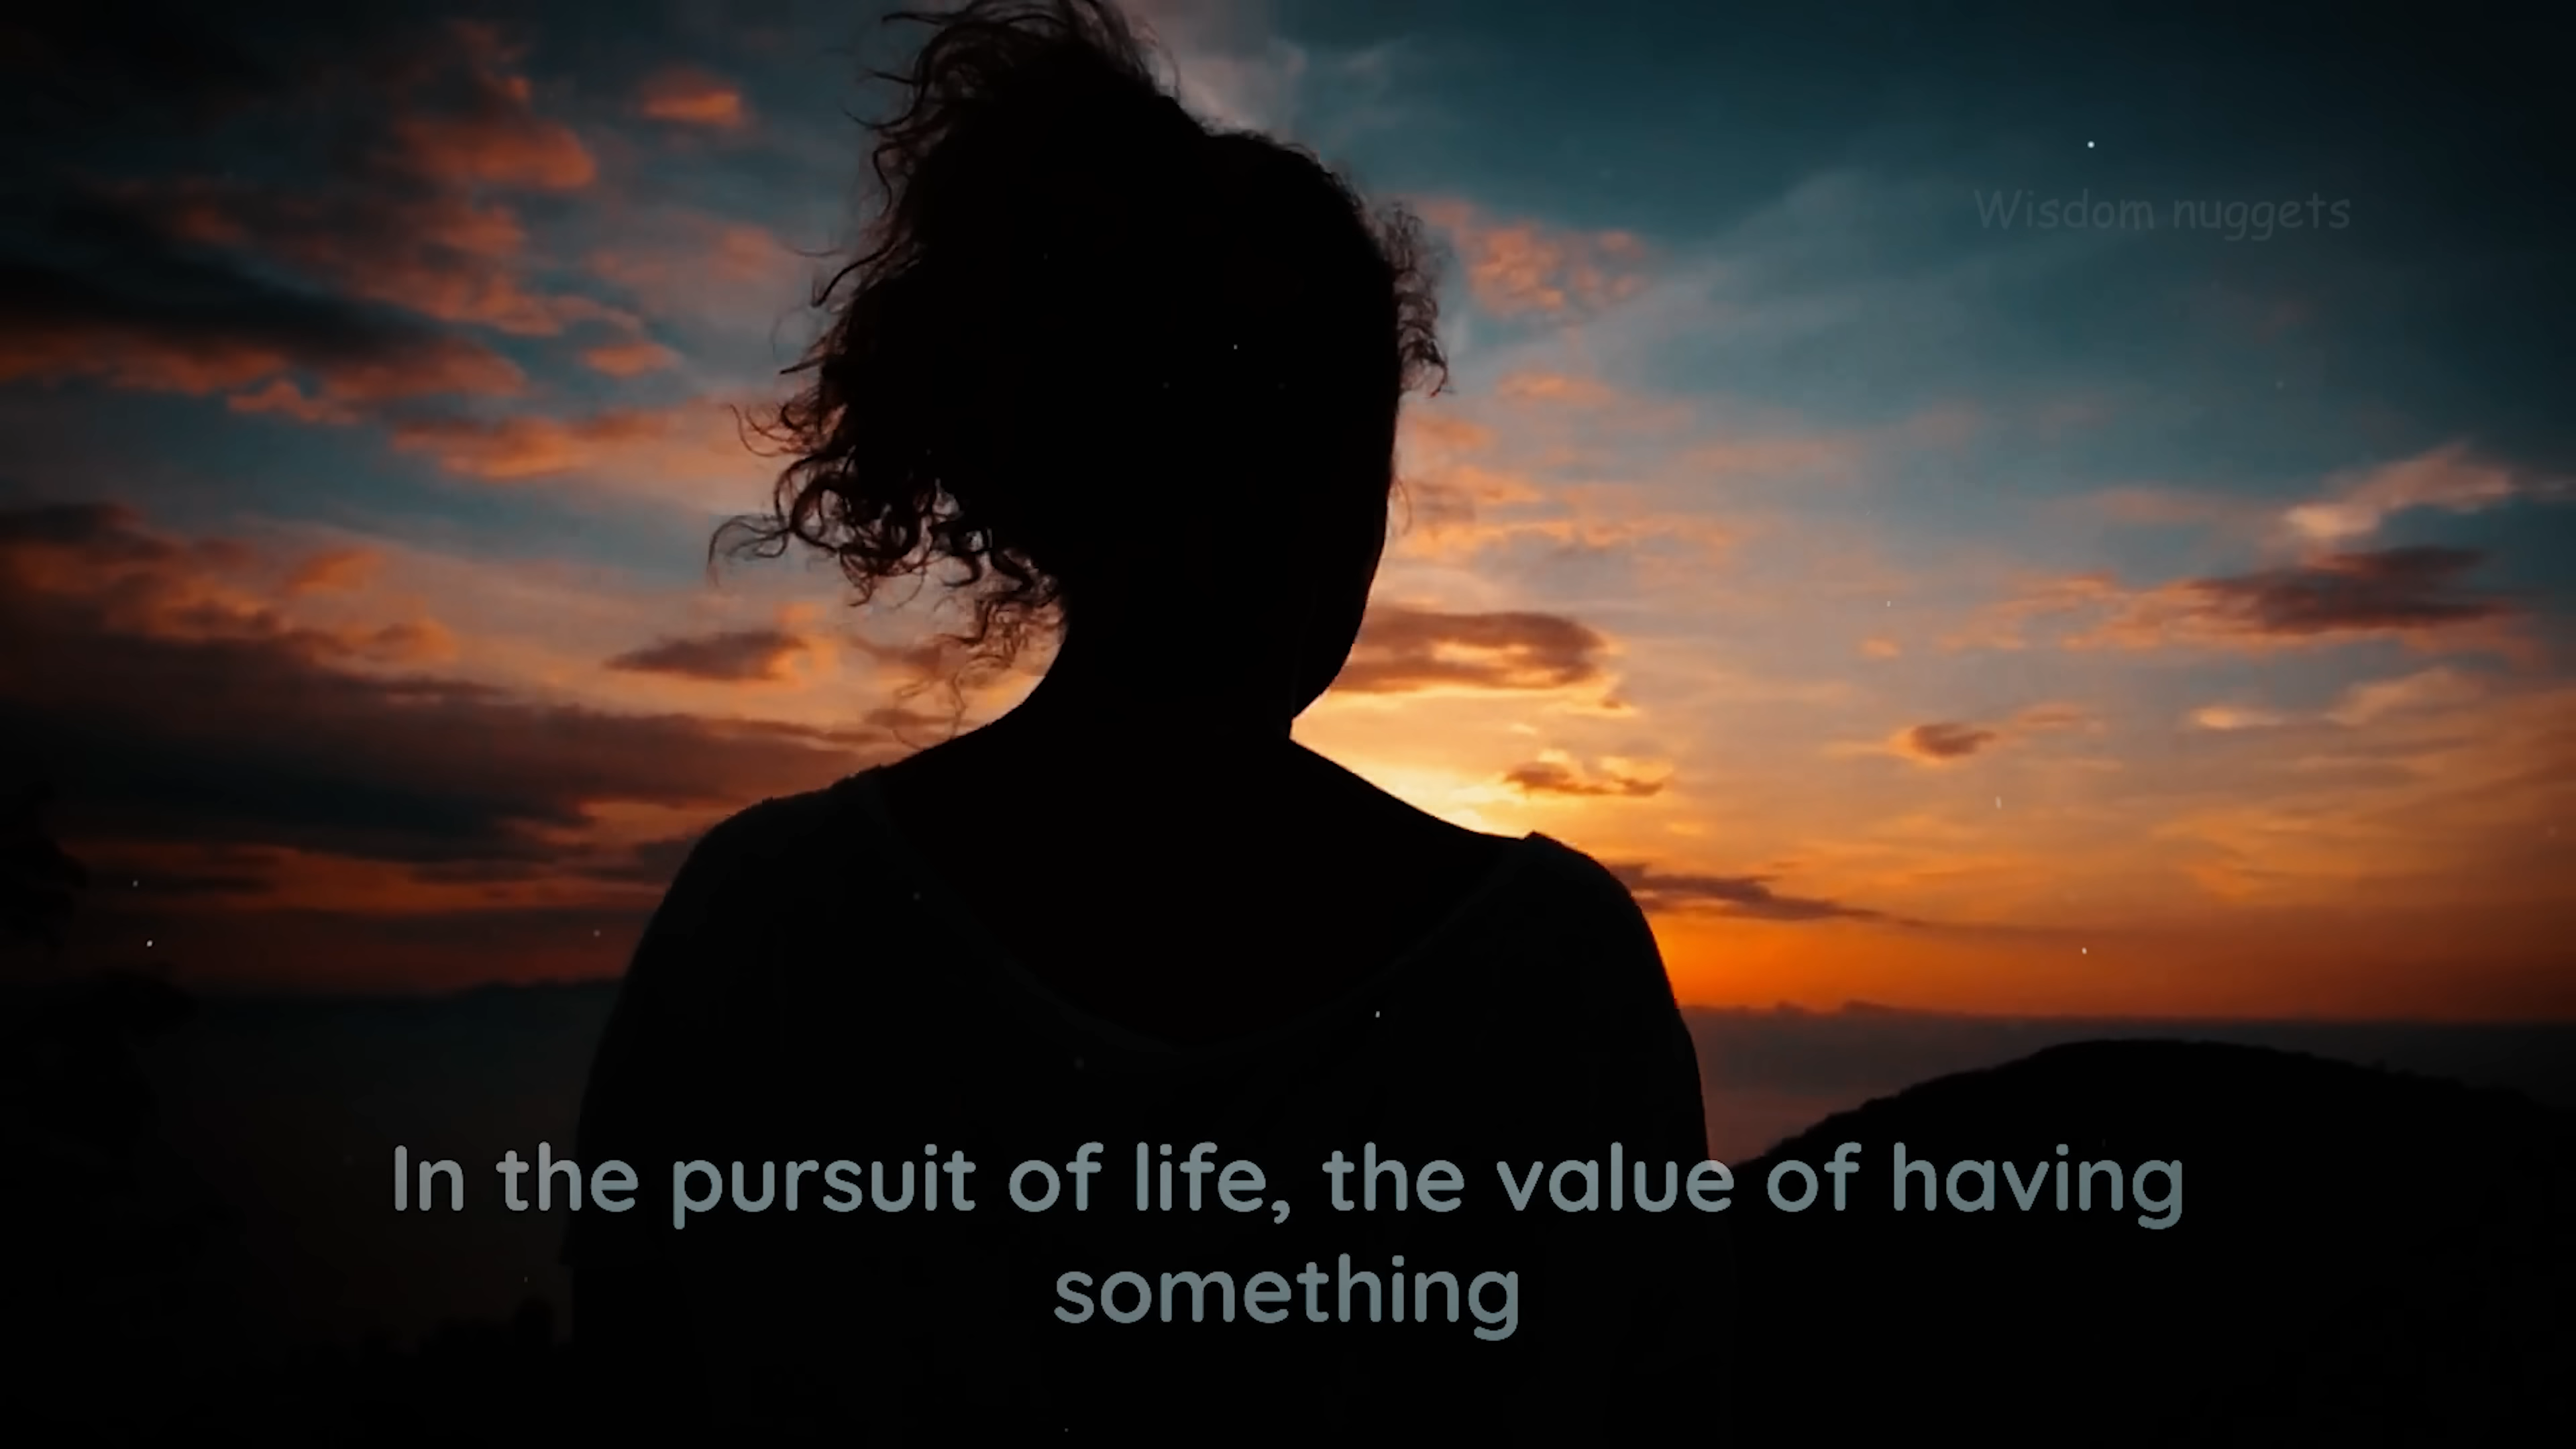 Wisdom nuggets
In the pursuit of life, the value of having
something